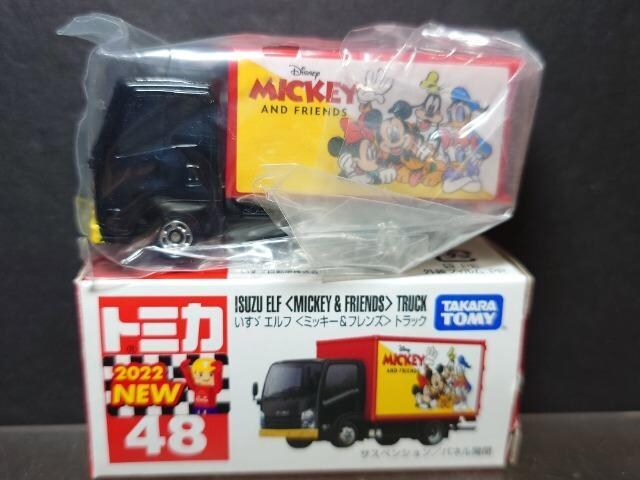 Disney
MICKEY
AND FRIENDS
トミカ
2022
NEW
48
ISUZU ELF <MICKEY & FRIENDS> TRUCK
いすゞ エルフ <ミッキー&フレンズ> トラック
TAKARA
TOMY
MICKEY
AND FRIENDS
サスペンション/パネル開閉